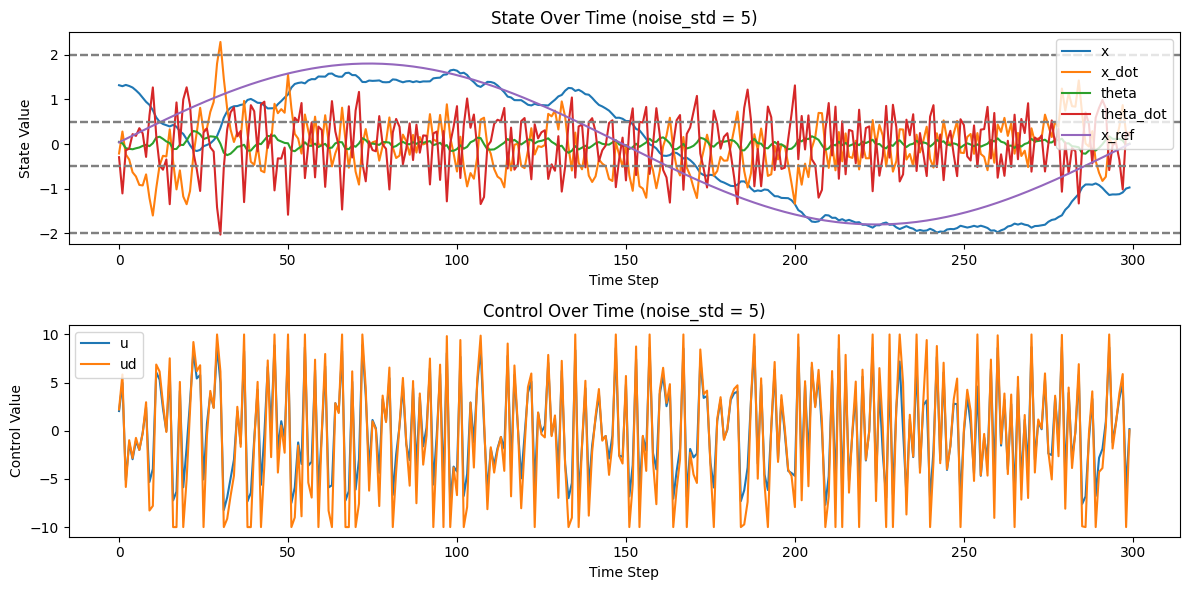 State Over Time (noise_std = 5)
State Value
2
1
0
−1
−2
x
x_dot
theta
theta_dot
x_ref
0
50
100
150
200
250
300
Time Step
Control Over Time (noise_std = 5)
Control Value
10
5
0
−5
−10
u
ud
0
50
100
150
200
250
300
Time Step